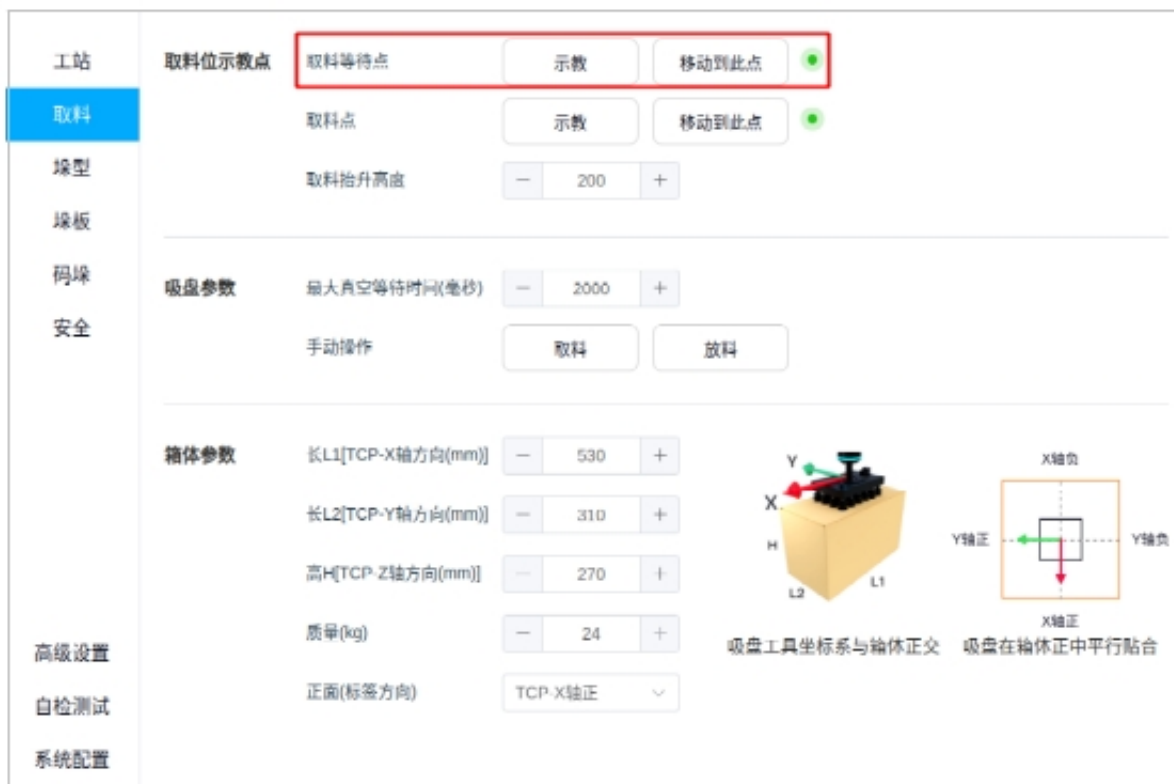 工站
取料
垛型
垛板
码垛
安全
高级设置
自检测试
系统配置
取料位示教点
取料等待点 示教 移动到此点
取料点 示教 移动到此点
取料抬升高度 — 200 +
吸盘参数
最大真空等待时间(毫秒) — 2000 +
手动操作 取料 放料
箱体参数
长L1[TCP-X轴方向(mm)] — 530 +
长L2[TCP-Y轴方向(mm)] — 310 +
高H[TCP-Z轴方向(mm)] — 270 +
质量(kg) — 24 +
正面(标签方向) TCP-X轴正
Y
X
H
L2
L1
吸盘工具坐标系与箱体正交
X轴负
Y轴正
Y轴负
X轴正
吸盘在箱体正中平行贴合